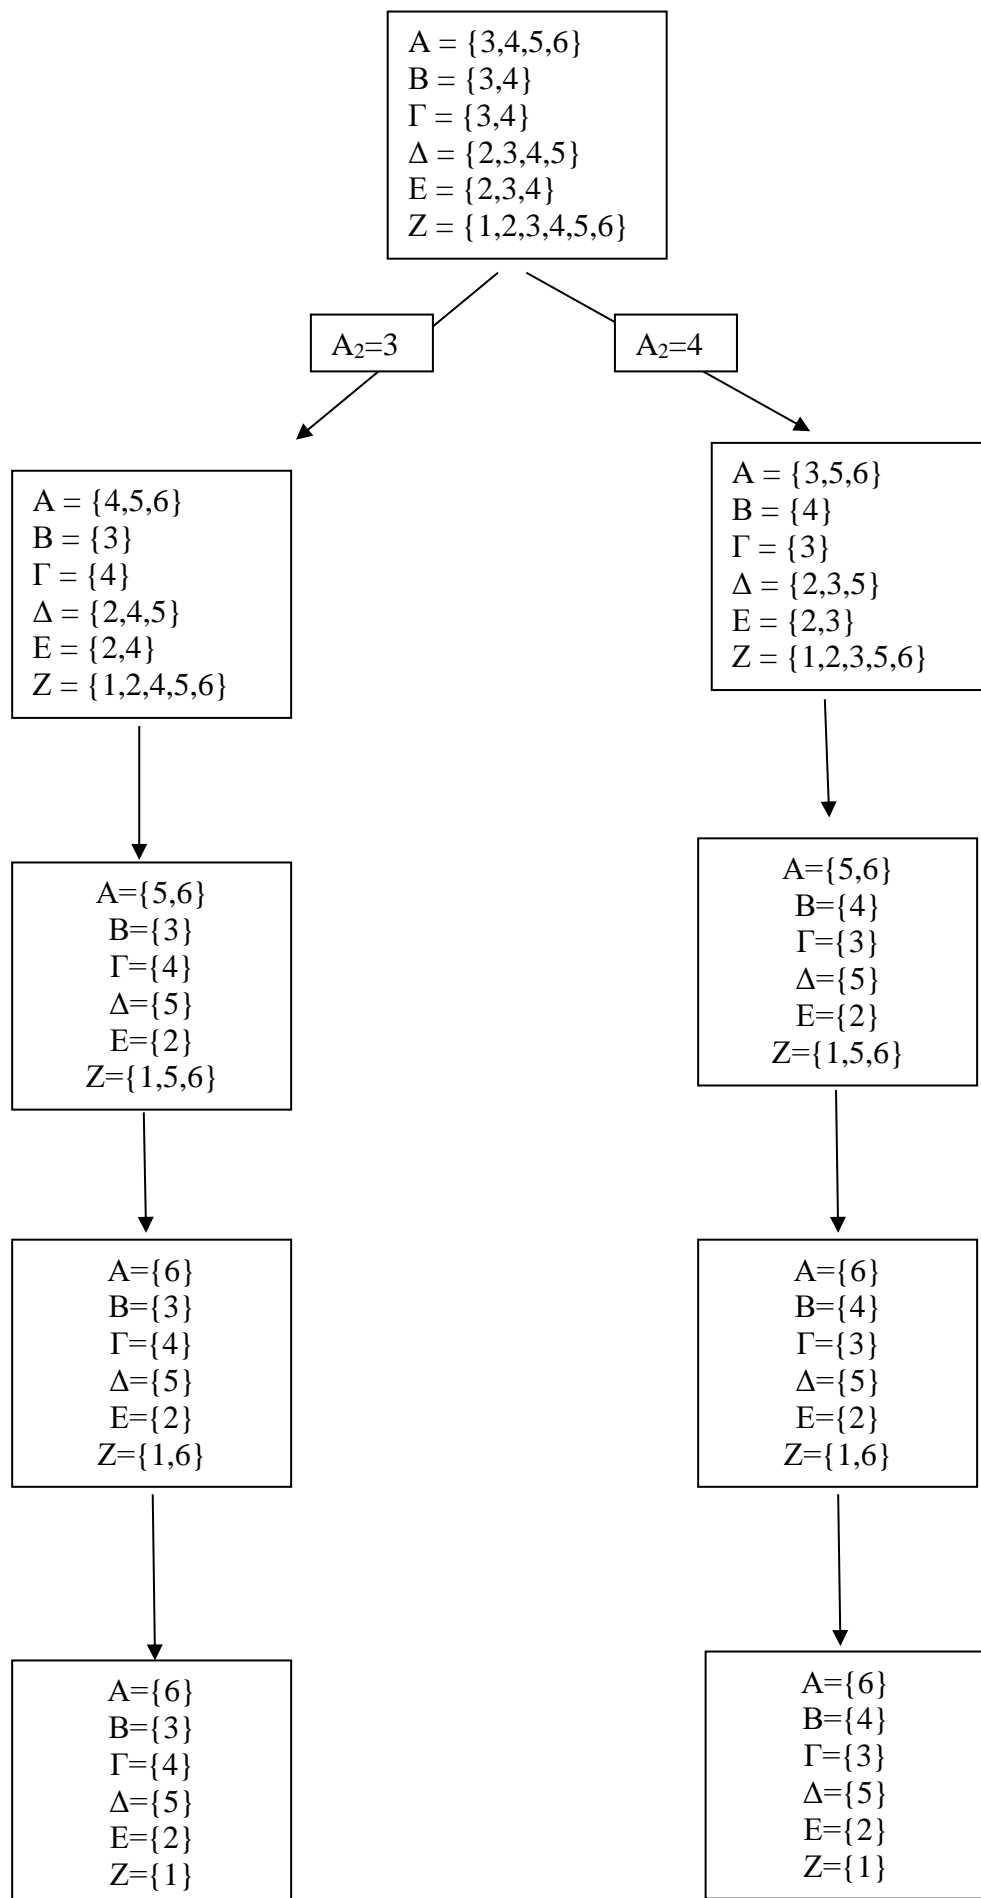 Α = {3,4,5,6}
Β = {3,4}
Γ = {3,4}
Δ = {2,3,4,5}
Ε = {2,3,4}
Ζ = {1,2,3,4,5,6}
Α₂=3
Α₂=4
Α = {4,5,6}
Β = {3}
Γ = {4}
Δ = {2,4,5}
Ε = {2,4}
Ζ = {1,2,4,5,6}
Α = {3,5,6}
Β = {4}
Γ = {3}
Δ = {2,3,5}
Ε = {2,3}
Ζ = {1,2,3,5,6}
Α={5,6}
Β={3}
Γ={4}
Δ={5}
Ε={2}
Ζ={1,5,6}
Α={5,6}
Β={4}
Γ={3}
Δ={5}
Ε={2}
Ζ={1,5,6}
Α={6}
Β={3}
Γ={4}
Δ={5}
Ε={2}
Ζ={1,6}
Α={6}
Β={4}
Γ={3}
Δ={5}
Ε={2}
Ζ={1,6}
Α={6}
Β={3}
Γ={4}
Δ={5}
Ε={2}
Ζ={1}
Α={6}
Β={4}
Γ={3}
Δ={5}
Ε={2}
Ζ={1}